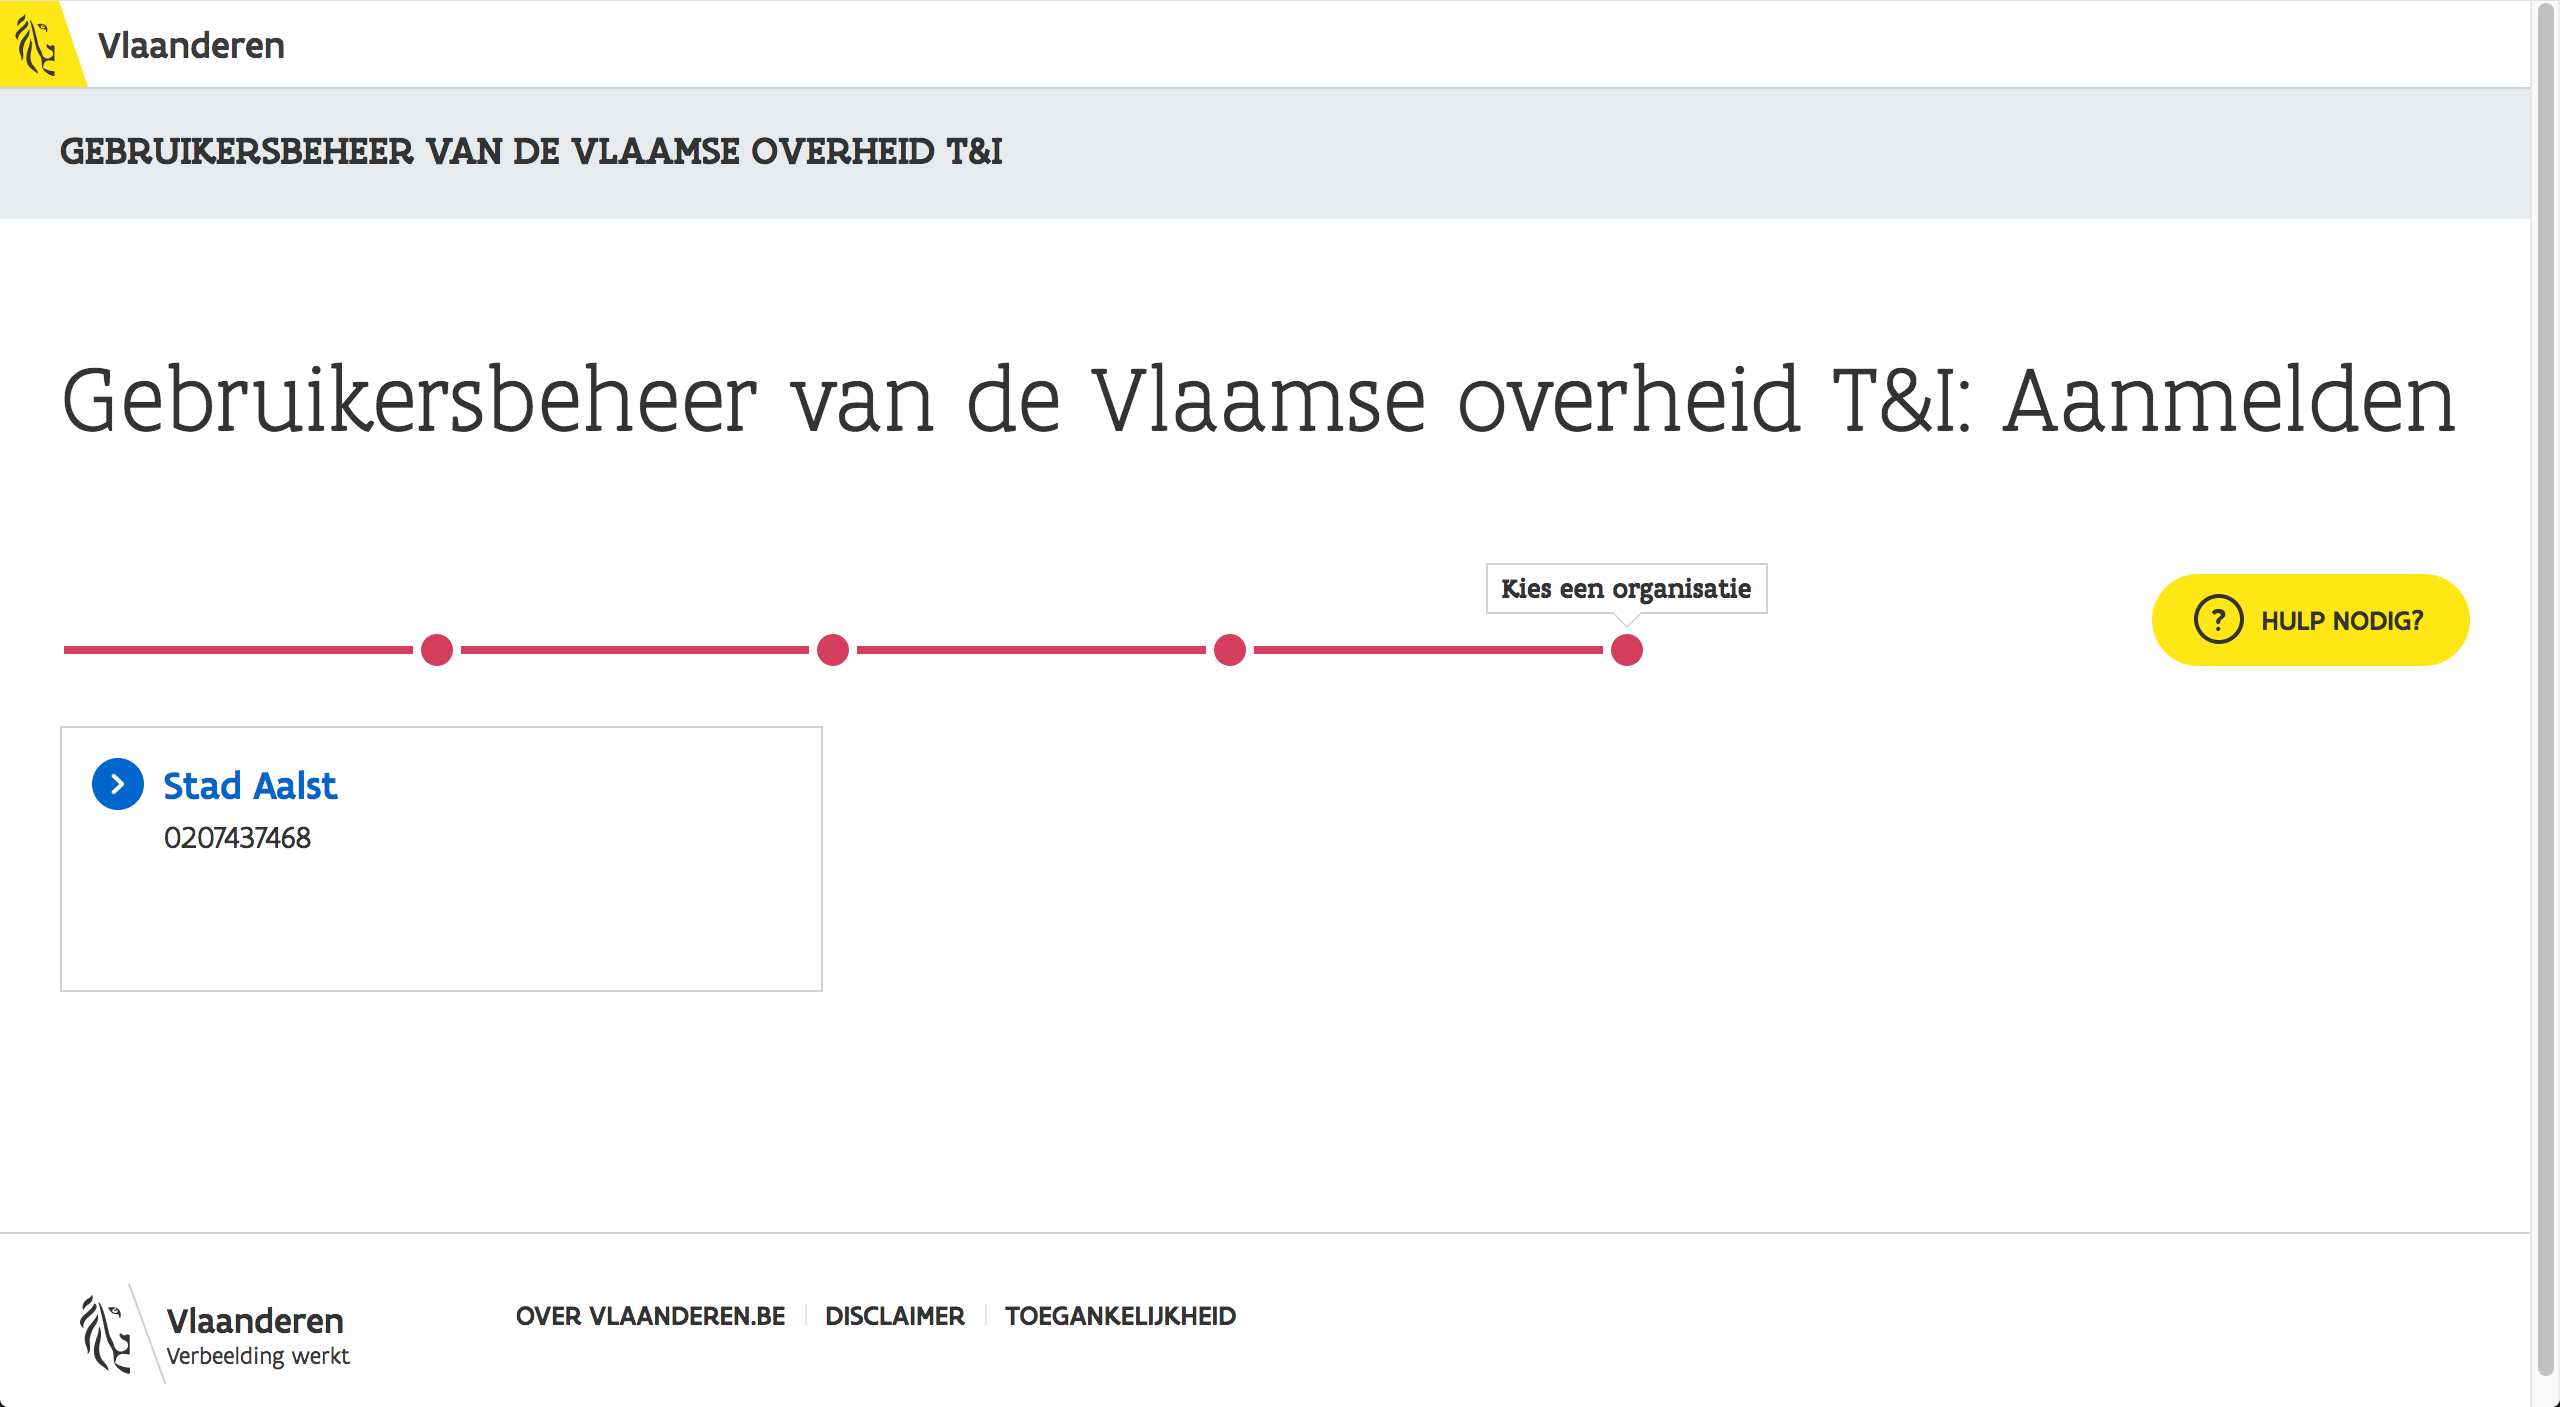 Vlaanderen
GEBRUIKERSBEHEER VAN DE VLAAMSE OVERHEID T&I
Gebruikersbeheer van de Vlaamse overheid T&I: Aanmelden
Kies een organisatie
? HULP NODIG?
Stad Aalst
0207437468
Vlaanderen
Verbeelding werkt
OVER VLAANDEREN.BE DISCLAIMER TOEGANKELIJKHEID